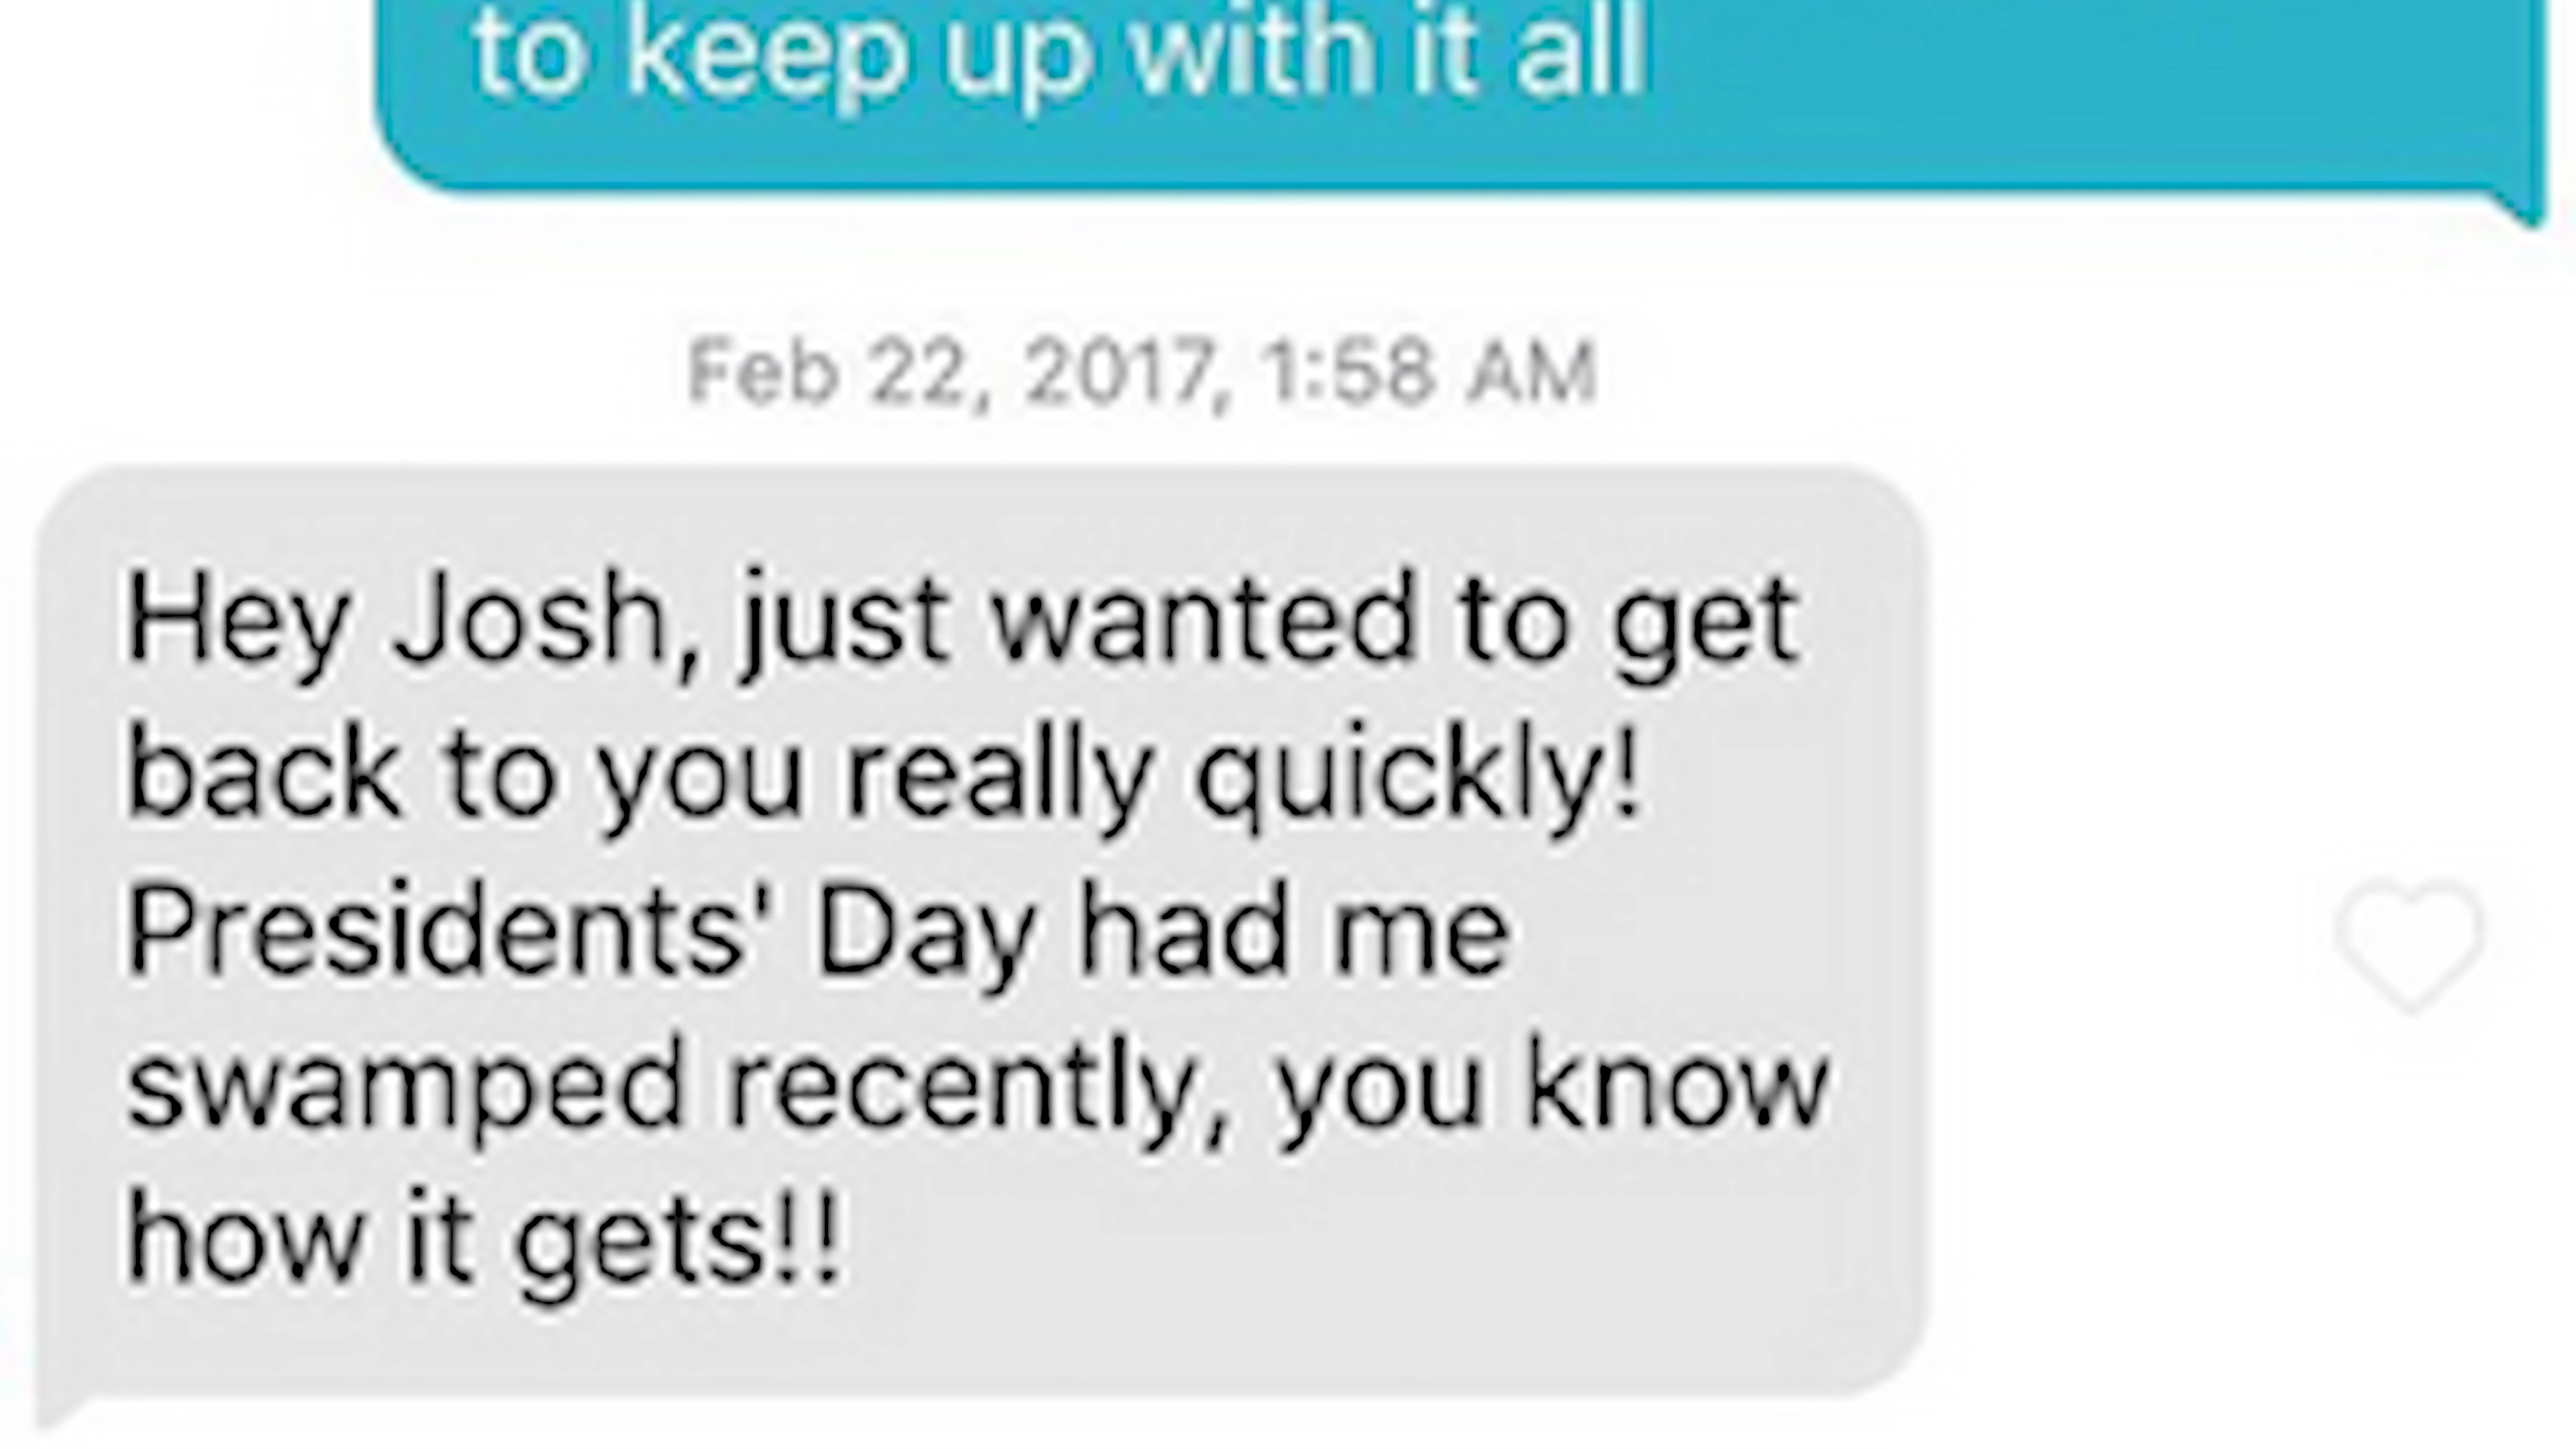 to keep up with it all
Feb 22, 2017, 1:58 AM
Hey Josh, just wanted to get
back to you really quickly!
Presidents' Day had me
swamped recently, you know
how it gets!!